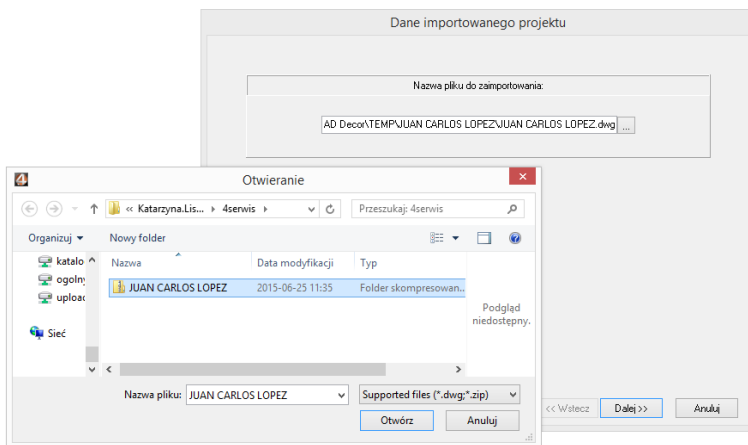 Dane importowanego projektu
Nazwa pliku do zaimportowania:
AD Decor\TEMP\JUAN CARLOS LOPEZ\JUAN CARLOS LOPEZ.dwg ...
Otwieranie
« Katarzyna.Lis... 4serwis Przeszukaj: 4serwis
Organizuj Nowy folder
Nazwa Data modyfikacji Typ
katalo
ogolny
upload
Sieć
JUAN CARLOS LOPEZ 2015-06-25 11:35 Folder skompresowan...
Podgląd
niedostępny.
Nazwa pliku: JUAN CARLOS LOPEZ Supported files (*.dwg;*.zip)
Otwórz Anuluj
<< Wstecz Dalej >> Anuluj